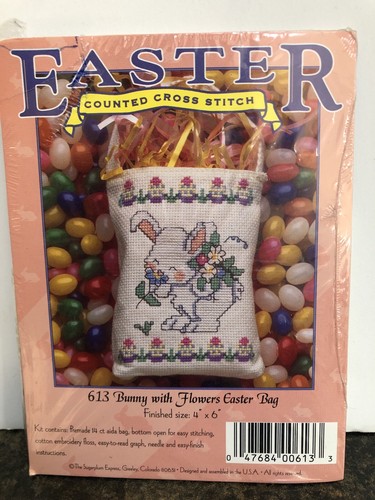 EASTER
COUNTED CROSS STITCH
613 Bunny with Flowers Easter Bag
Finished size: 4" x 6"
Kit contains: Premade 14 ct aida bag, bottom open for easy stitching,
cotton embroidery floss, easy-to-read graph, needle and easy-finish
instructions.
0 47684 00613 3
©The Sugarplum Express, Greeley, Colorado 80631 • Designed and assembled in the U.S.A. • All rights reserved.